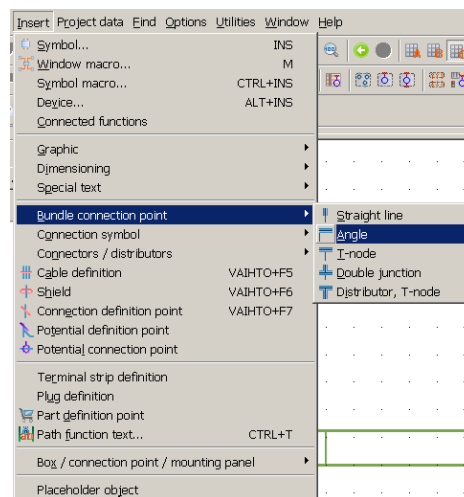 Insert Project data Find Options Utilities Window Help
Symbol... INS
Window macro... M
Symbol macro... CTRL+INS
Device... ALT+INS
Connected functions
Graphic
Dimensioning
Special text
Bundle connection point
Straight line
Connection symbol
Angle
Connectors / distributors
T-node
Cable definition VAIHTO+F5
Double junction
Shield VAIHTO+F6
Distributor, T-node
Connection definition point VAIHTO+F7
Potential definition point
Potential connection point
Terminal strip definition
Plug definition
Part definition point
Path function text... CTRL+T
Box / connection point / mounting panel
Placeholder object